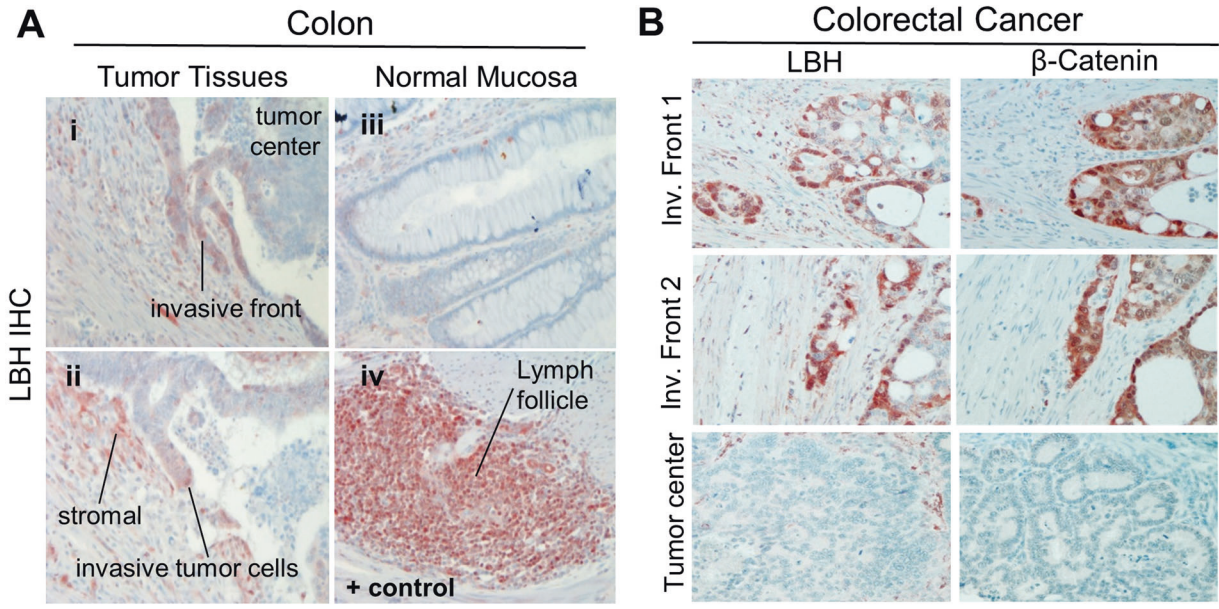 A
Colon
Tumor Tissues
Normal Mucosa
LBH IHC
i
tumor
center
invasive front
iii
ii
stromal
invasive tumor cells
iv
Lymph
follicle
+ control
B
Colorectal Cancer
LBH
β-Catenin
Inv. Front 1
Inv. Front 2
Tumor center